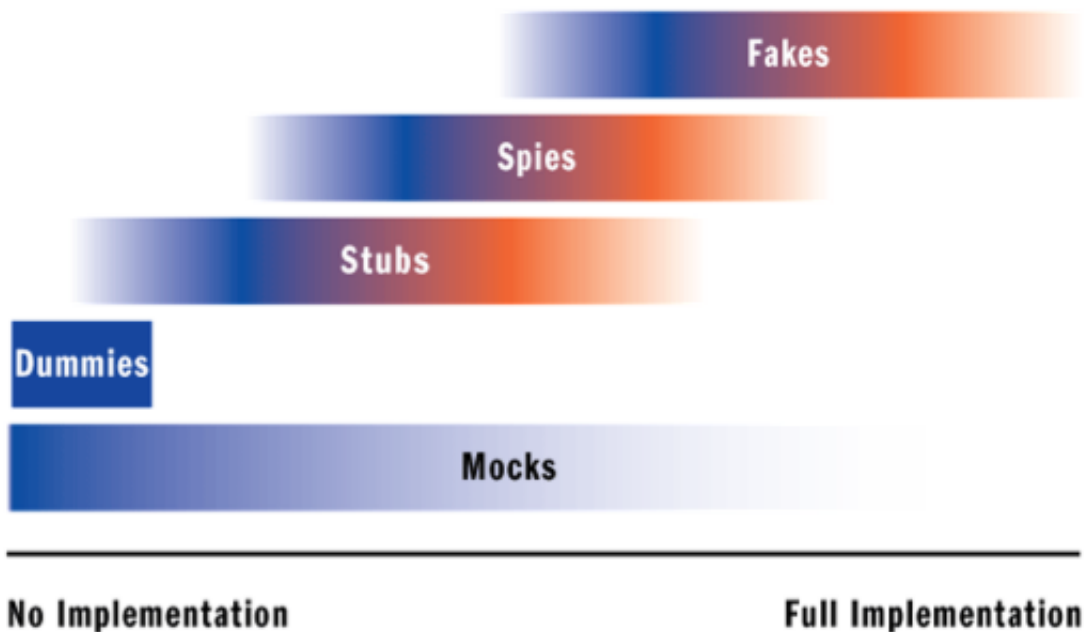 Fakes
Spies
Stubs
Dummies
Mocks
No Implementation
Full Implementation